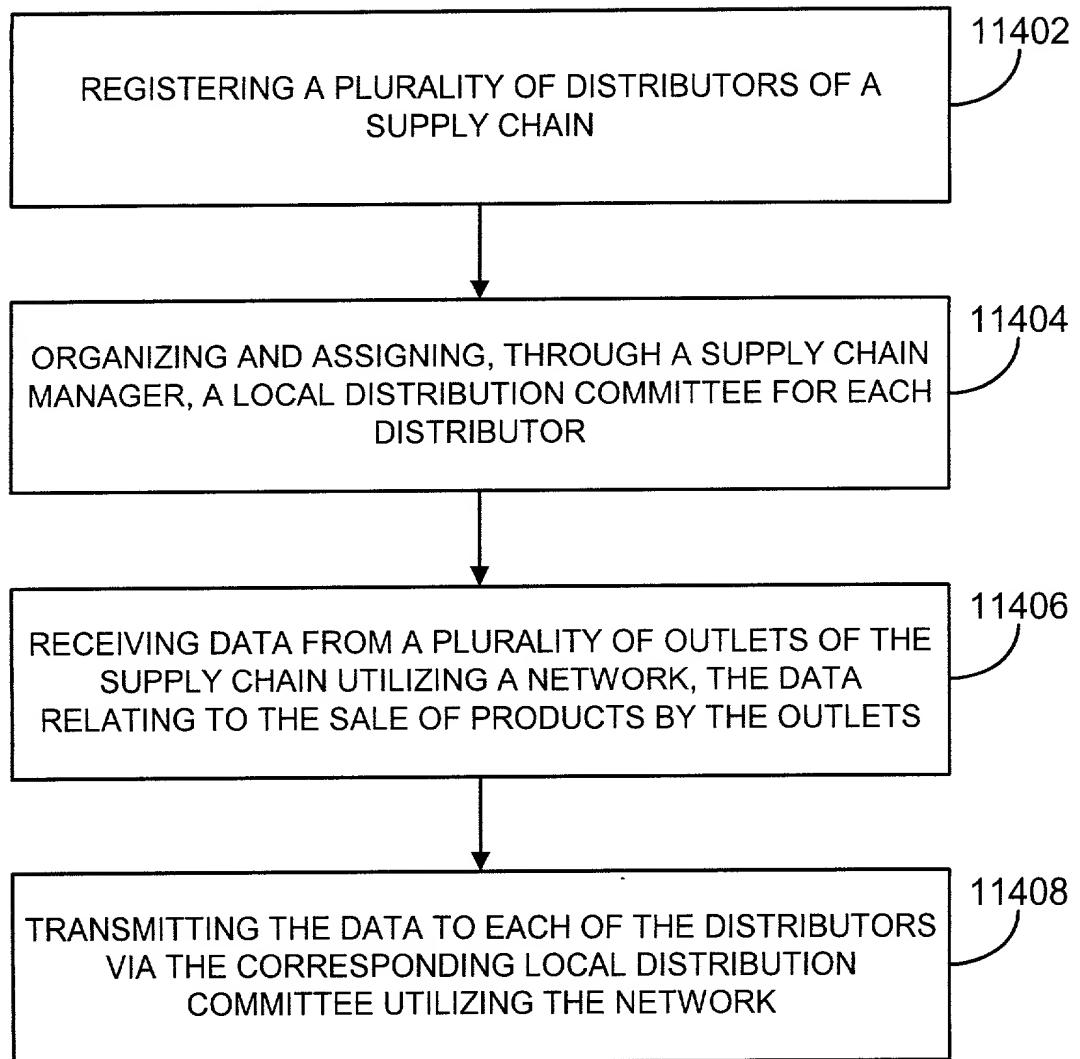 11402
REGISTERING A PLURALITY OF DISTRIBUTORS OF A
SUPPLY CHAIN
11404
ORGANIZING AND ASSIGNING, THROUGH A SUPPLY CHAIN
MANAGER, A LOCAL DISTRIBUTION COMMITTEE FOR EACH
DISTRIBUTOR
11406
RECEIVING DATA FROM A PLURALITY OF OUTLETS OF THE
SUPPLY CHAIN UTILIZING A NETWORK, THE DATA
RELATING TO THE SALE OF PRODUCTS BY THE OUTLETS
11408
TRANSMITTING THE DATA TO EACH OF THE DISTRIBUTORS
VIA THE CORRESPONDING LOCAL DISTRIBUTION
COMMITTEE UTILIZING THE NETWORK